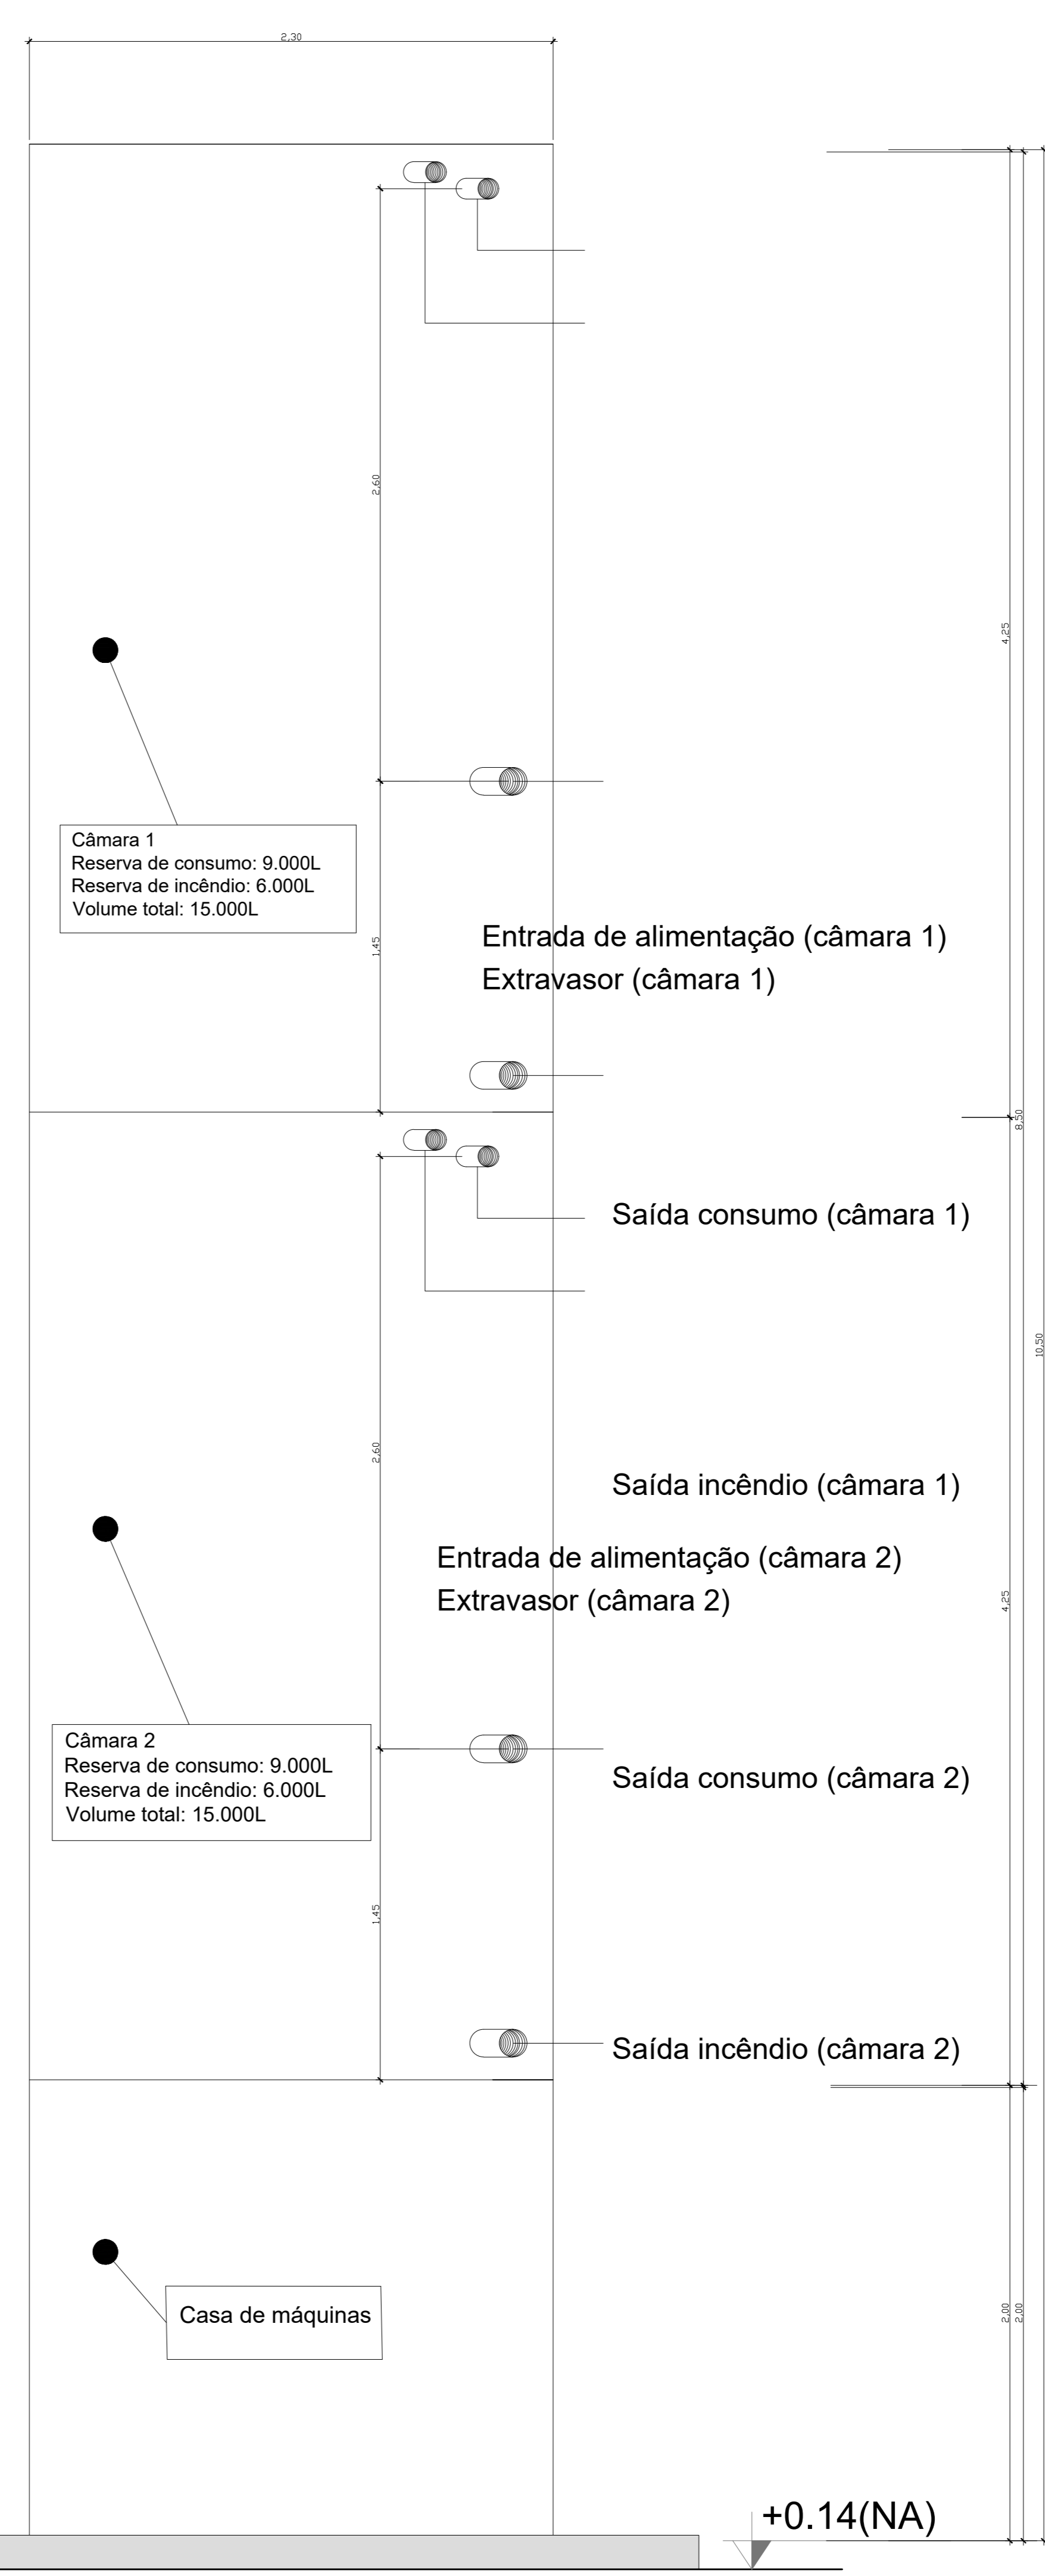 2,30
2,60
4,25
Câmara 1
Reserva de consumo: 9.000L
Reserva de incêndio: 6.000L
Volume total: 15.000L
1,45
Entrada de alimentação (câmara 1)
Extravasor (câmara 1)
8,50
Saída consumo (câmara 1)
10,50
2,60
Saída incêndio (câmara 1)
Entrada de alimentação (câmara 2)
Extravasor (câmara 2)
4,25
Câmara 2
Reserva de consumo: 9.000L
Reserva de incêndio: 6.000L
Volume total: 15.000L
Saída consumo (câmara 2)
1,45
Saída incêndio (câmara 2)
Casa de máquinas
2,00
2,00
+0.14(NA)